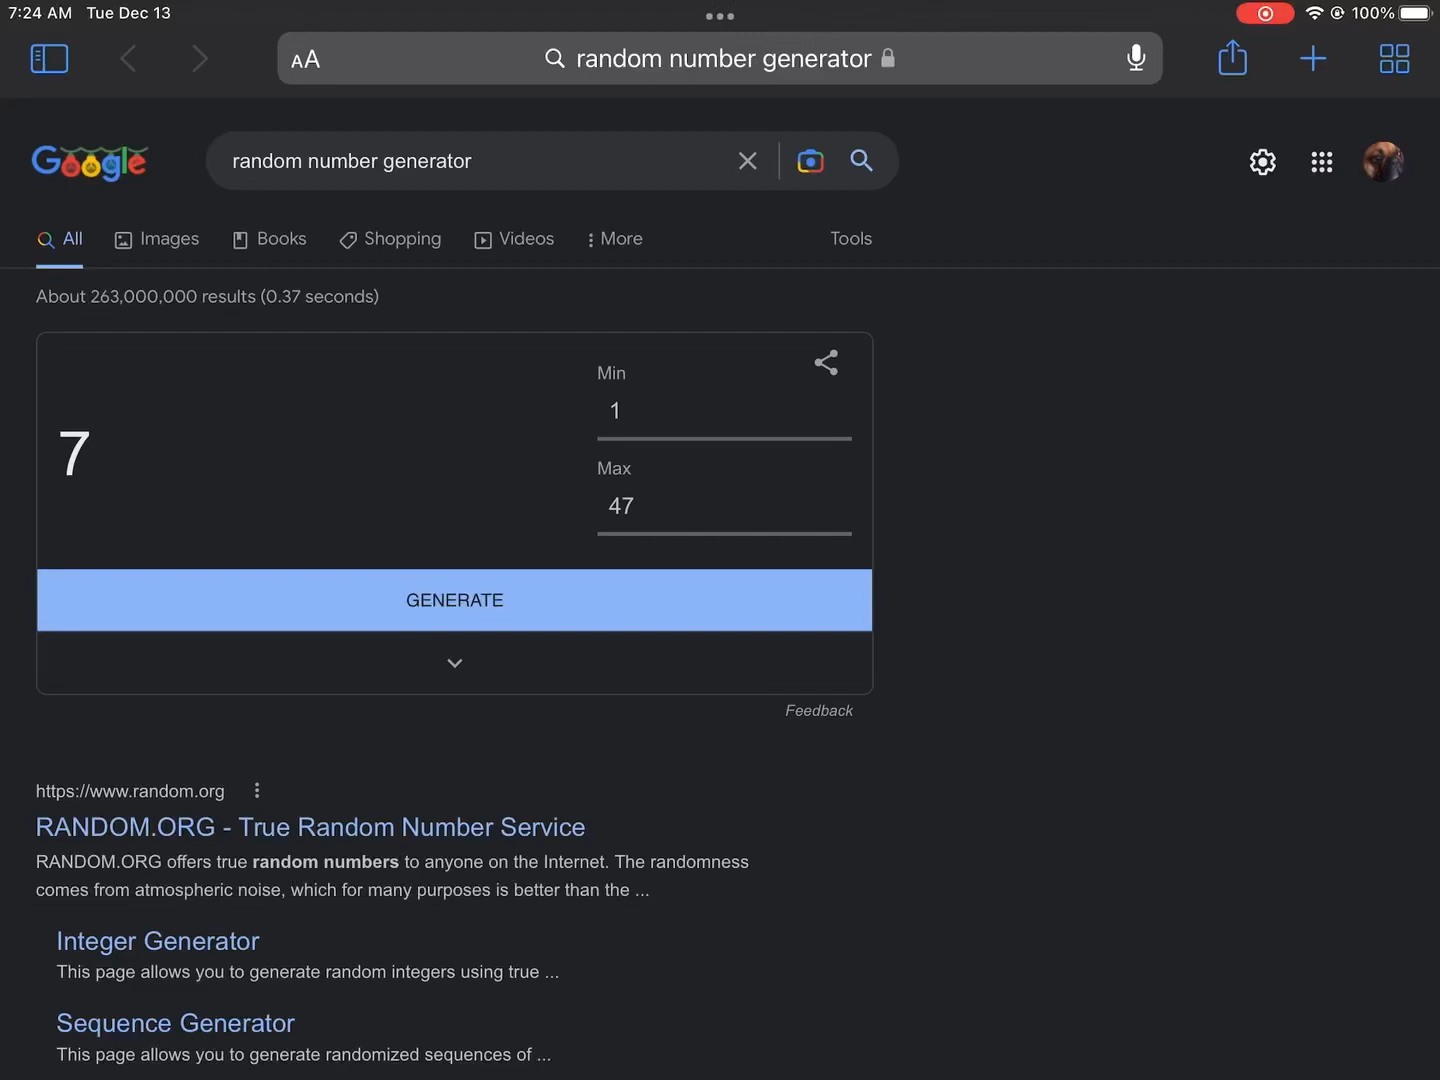 7:24 AM Tue Dec 13
100%
AA random number generator
Google random number generator
All Images Books Shopping Videos More Tools
About 263,000,000 results (0.37 seconds)
Min
1
7
Max
47
GENERATE
Feedback
https://www.random.org
RANDOM.ORG - True Random Number Service
RANDOM.ORG offers true random numbers to anyone on the Internet. The randomness
comes from atmospheric noise, which for many purposes is better than the ...
Integer Generator
This page allows you to generate random integers using true ...
Sequence Generator
This page allows you to generate randomized sequences of ...